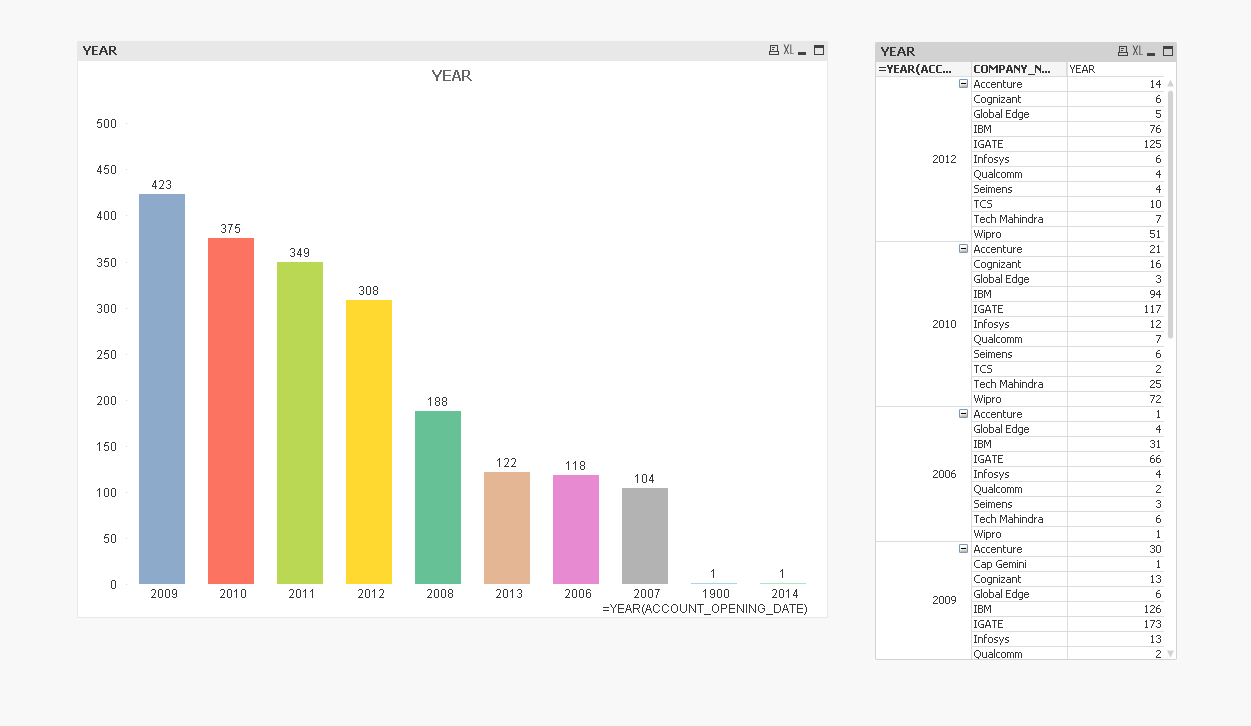 YEAR XL
YEAR
500
450
400
350
300
250
200
150
100
50
0
423
375
349
308
188
122
118
104
1
1
2009 2010 2011 2012 2008 2013 2006 2007 1900 2014
=YEAR(ACCOUNT_OPENING_DATE)
YEAR XL
=YEAR(ACC... COMPANY_N... YEAR
2012
Accenture 14
Cognizant 6
Global Edge 5
IBM 76
IGATE 125
Infosys 6
Qualcomm 4
Seimens 4
TCS 10
Tech Mahindra 7
Wipro 51
2010
Accenture 21
Cognizant 16
Global Edge 3
IBM 94
IGATE 117
Infosys 12
Qualcomm 7
Seimens 6
TCS 2
Tech Mahindra 25
Wipro 72
2006
Accenture 1
Global Edge 4
IBM 31
IGATE 66
Infosys 4
Qualcomm 2
Seimens 3
Tech Mahindra 6
Wipro 1
2009
Accenture 30
Cap Gemini 1
Cognizant 13
Global Edge 6
IBM 126
IGATE 173
Infosys 13
Qualcomm 2